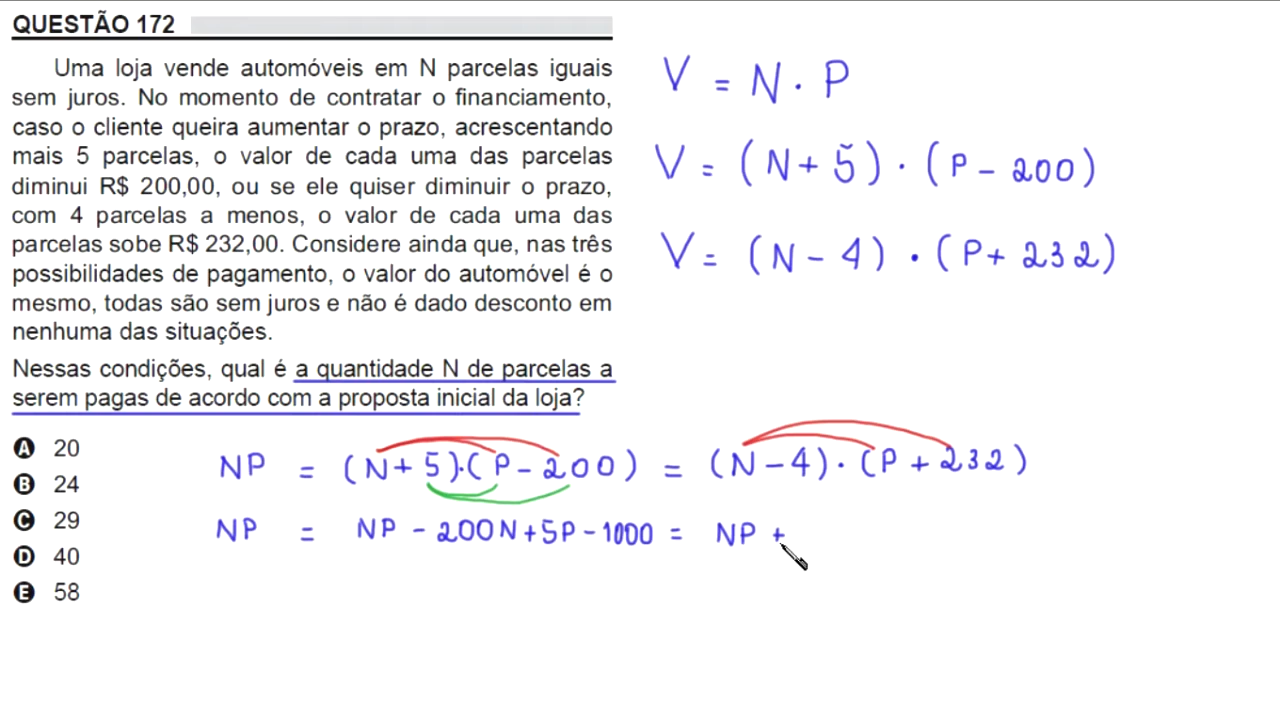 QUESTÃO 172
Uma loja vende automóveis em N parcelas iguais
sem juros. No momento de contratar o financiamento,
caso o cliente queira aumentar o prazo, acrescentando
mais 5 parcelas, o valor de cada uma das parcelas
diminui R$ 200,00, ou se ele quiser diminuir o prazo,
com 4 parcelas a menos, o valor de cada uma das
parcelas sobe R$ 232,00. Considere ainda que, nas três
possibilidades de pagamento, o valor do automóvel é o
mesmo, todas são sem juros e não é dado desconto em
nenhuma das situações.
Nessas condições, qual é a quantidade N de parcelas a
serem pagas de acordo com a proposta inicial da loja?
A 20
B 24
C 29
D 40
E 58
V = N · P
V = (N + 5) · (P - 200)
V = (N - 4) · (P + 232)
NP = (N + 5)·(P - 200) = (N - 4) · (P + 232)
NP = NP - 200N + 5P - 1000 = NP +